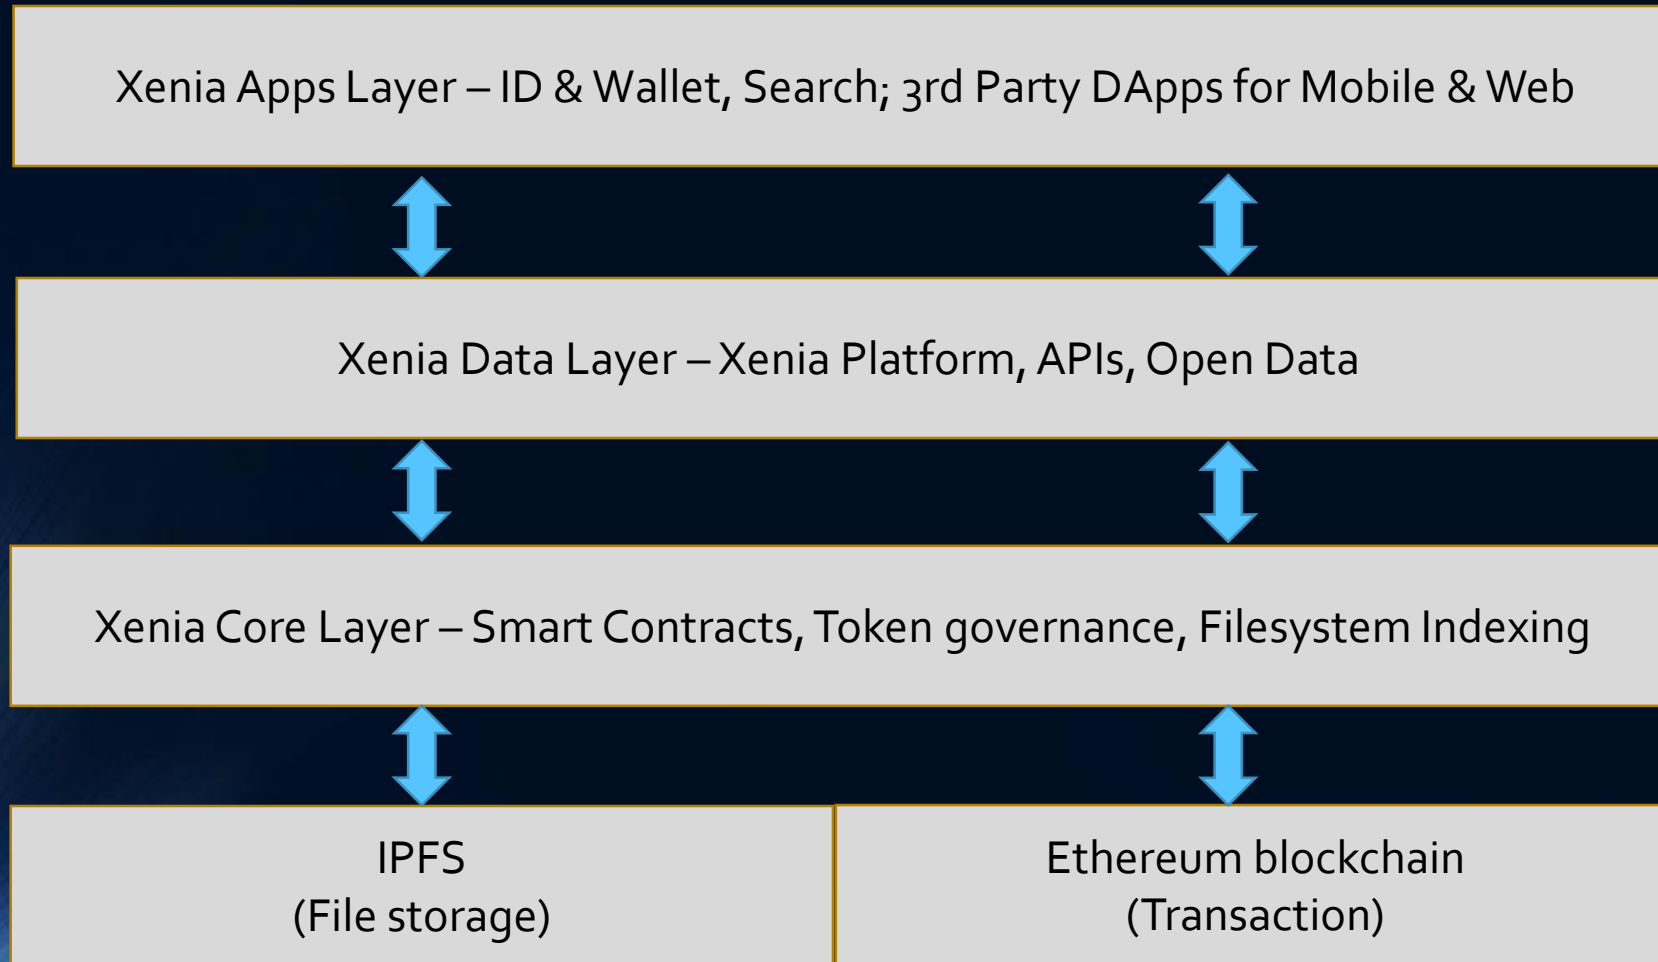 Xenia Apps Layer – ID & Wallet, Search; 3rd Party DApps for Mobile & Web
Xenia Data Layer – Xenia Platform, APIs, Open Data
Xenia Core Layer – Smart Contracts, Token governance, Filesystem Indexing
IPFS
(File storage)
Ethereum blockchain
(Transaction)